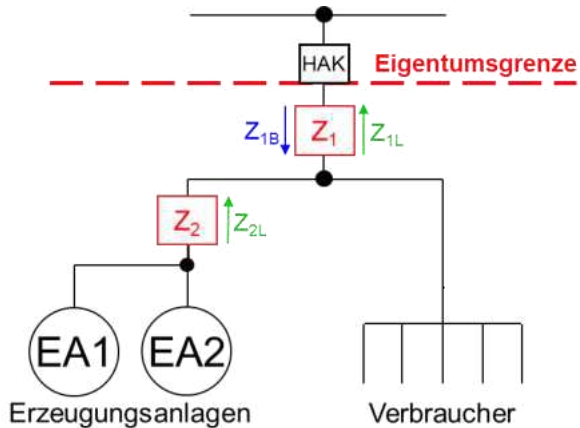 HAK
Eigentumsgrenze
Z1B
Z1
Z1L
Z2
Z2L
EA1
EA2
Erzeugungsanlagen
Verbraucher